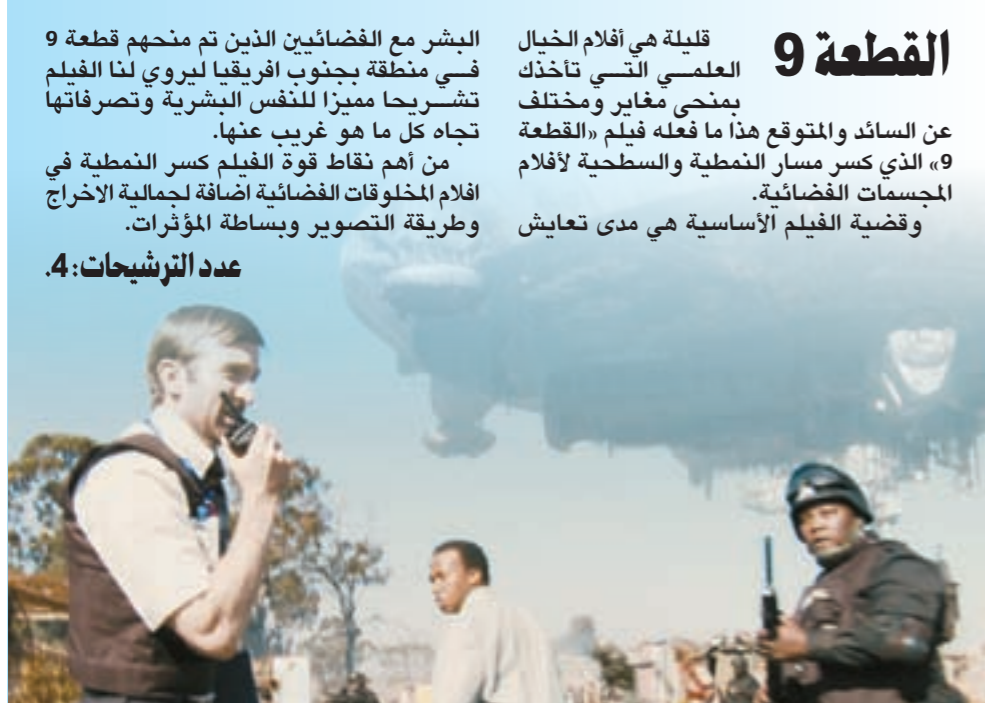 القطعة 9
قليلة هي أفلام الخيال
العلمي التي تأخذك
بمنحى مغاير ومختلف
عن السائد والمتوقع هذا ما فعله فيلم «القطعة
9» الذي كسر مسار النمطية والسطحية لأفلام
المجسمات الفضائية.
وقضية الفيلم الأساسية هي مدى تعايش
البشر مع الفضائيين الذين تم منحهم قطعة 9
في منطقة بجنوب افريقيا ليروي لنا الفيلم
تشريحا مميزا للنفس البشرية وتصرفاتها
تجاه كل ما هو غريب عنها.
من أهم نقاط قوة الفيلم كسر النمطية في
افلام المخلوقات الفضائية اضافة لجمالية الاخراج
وطريقة التصوير وبساطة المؤثرات.
عدد الترشيحات: 4.